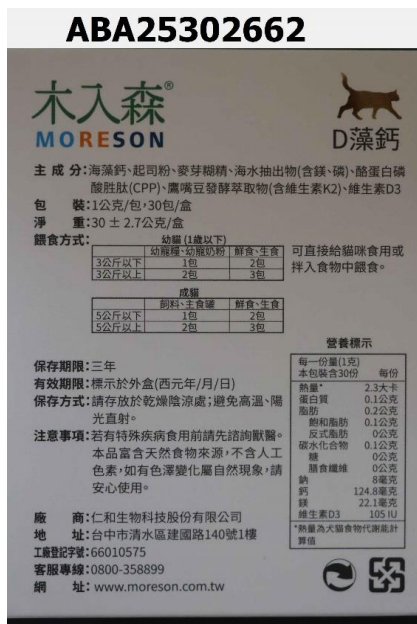 ABA25302662
木入森®
MORESON
D藻鈣
主成分:海藻鈣、起司粉、麥芽糊精、海水抽出物(含鎂、磷)、酪蛋白磷
酸胜肽(CPP)、鷹嘴豆發酵萃取物(含維生素K2)、維生素D3
包裝:1公克/包,30包/盒
淨重:30 ± 2.7公克/盒
餵食方式:
幼貓 (1歲以下)
幼寵糧、幼寵奶粉 鮮食、生食
3公斤以下 1包 2包
3公斤以上 2包 3包
可直接給貓咪食用或
拌入食物中餵食。
成貓
飼料、主食罐 鮮食、生食
5公斤以下 1包 2包
5公斤以上 2包 3包
保存期限:三年
有效期限:標示於外盒(西元年/月/日)
保存方式:請存放於乾燥陰涼處;避免高溫、陽
光直射。
注意事項:若有特殊疾病食用前請先諮詢獸醫。
本品富含天然食物來源,不含人工
色素,如有色澤變化屬自然現象,請
安心使用。
廠商:仁和生物科技股份有限公司
地址:台中市清水區建國路140號1樓
工廠登記字號:66010575
客服專線:0800-358899
網址:www.moreson.com.tw
營養標示
每一份量(1克)
本包裝含30份 每份
熱量* 2.3大卡
蛋白質 0.1公克
脂肪 0.2公克
飽和脂肪 0.1公克
反式脂肪 0公克
碳水化合物 0.1公克
糖 0公克
膳食纖維 0公克
鈉 8毫克
鈣 124.8毫克
鎂 22.1毫克
維生素D3 105 IU
*熱量為犬貓食物代謝能計
算值